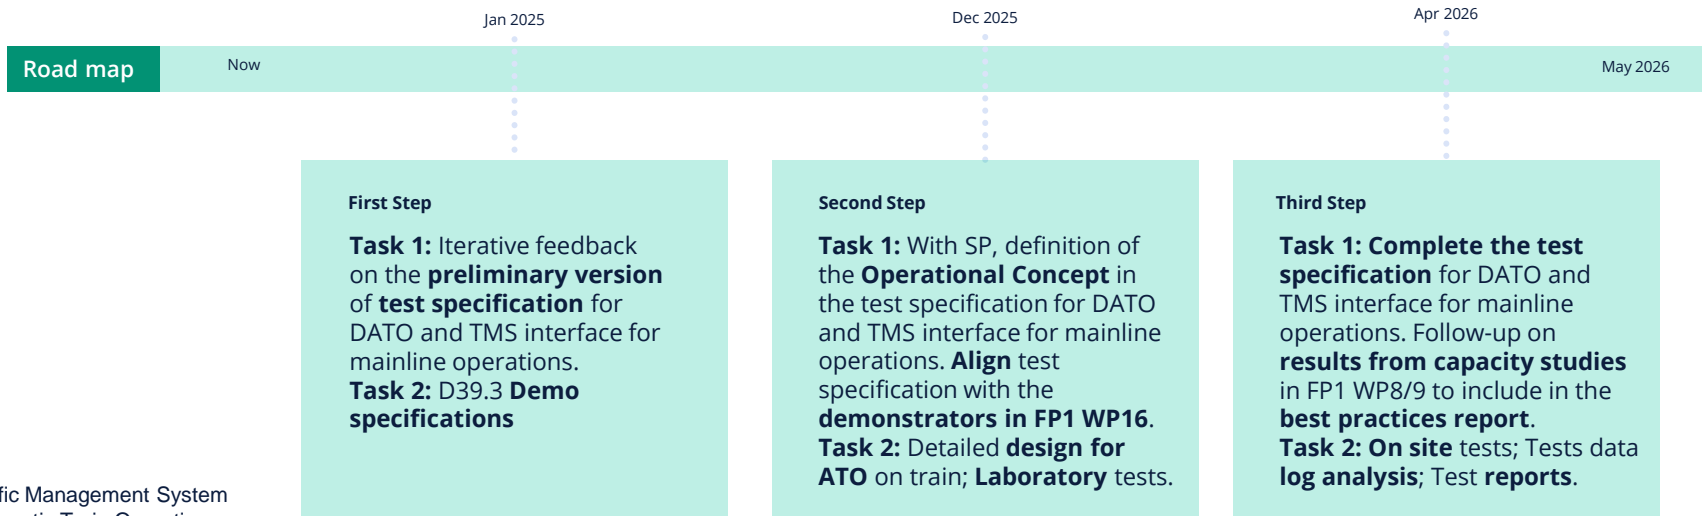 Jan 2025
Dec 2025
Apr 2026
Road map
Now
May 2026
First Step
Task 1: Iterative feedback
on the preliminary version
of test specification for
DATO and TMS interface for
mainline operations.
Task 2: D39.3 Demo
specifications
Second Step
Task 1: With SP, definition of
the Operational Concept in
the test specification for DATO
and TMS interface for mainline
operations. Align test
specification with the
demonstrators in FP1 WP16.
Task 2: Detailed design for
ATO on train; Laboratory tests.
Third Step
Task 1: Complete the test
specification for DATO and
TMS interface for mainline
operations. Follow-up on
results from capacity studies
in FP1 WP8/9 to include in the
best practices report.
Task 2: On site tests; Tests data
log analysis; Test reports.
Management System